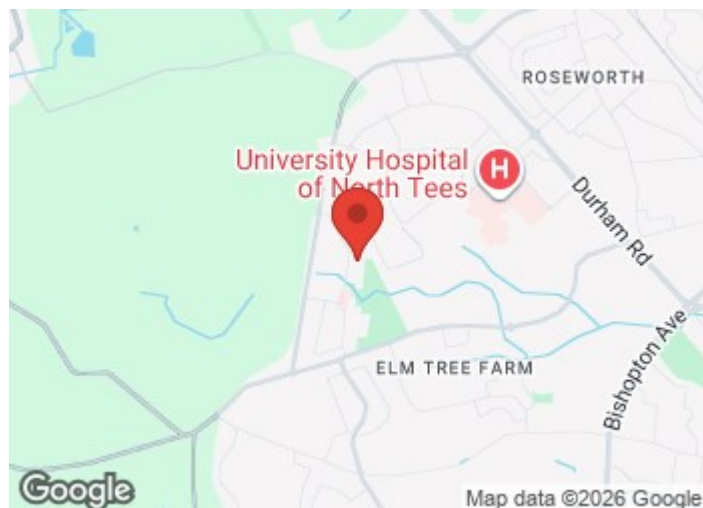 ROSEWORTH
University Hospital
of North Tees
H
Durham Rd
Bishopton Ave
ELM TREE FARM
Google
Map data ©2026 Google